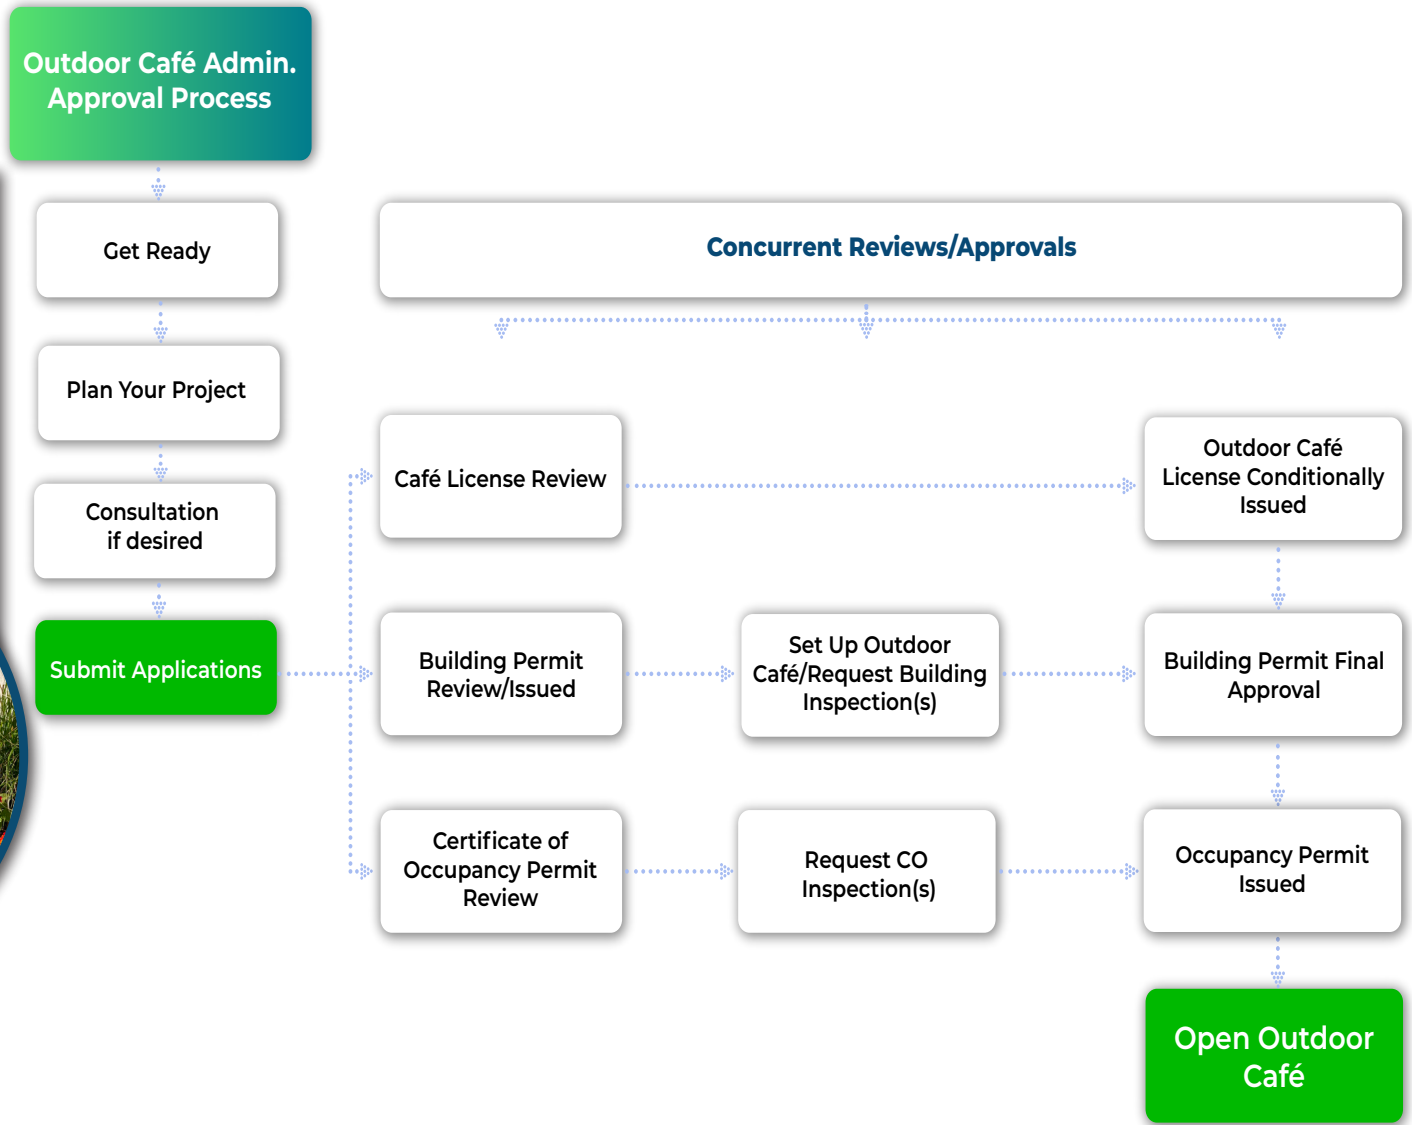 Outdoor Café Admin.
Approval Process
Get Ready
Plan Your Project
Consultation
if desired
Submit Applications
Concurrent Reviews/Approvals
Café License Review
Outdoor Café
License Conditionally
Issued
Building Permit
Review/Issued
Set Up Outdoor
Café/Request Building
Inspection(s)
Building Permit Final
Approval
Certificate of
Occupancy Permit
Review
Request CO
Inspection(s)
Occupancy Permit
Issued
Open Outdoor
Café